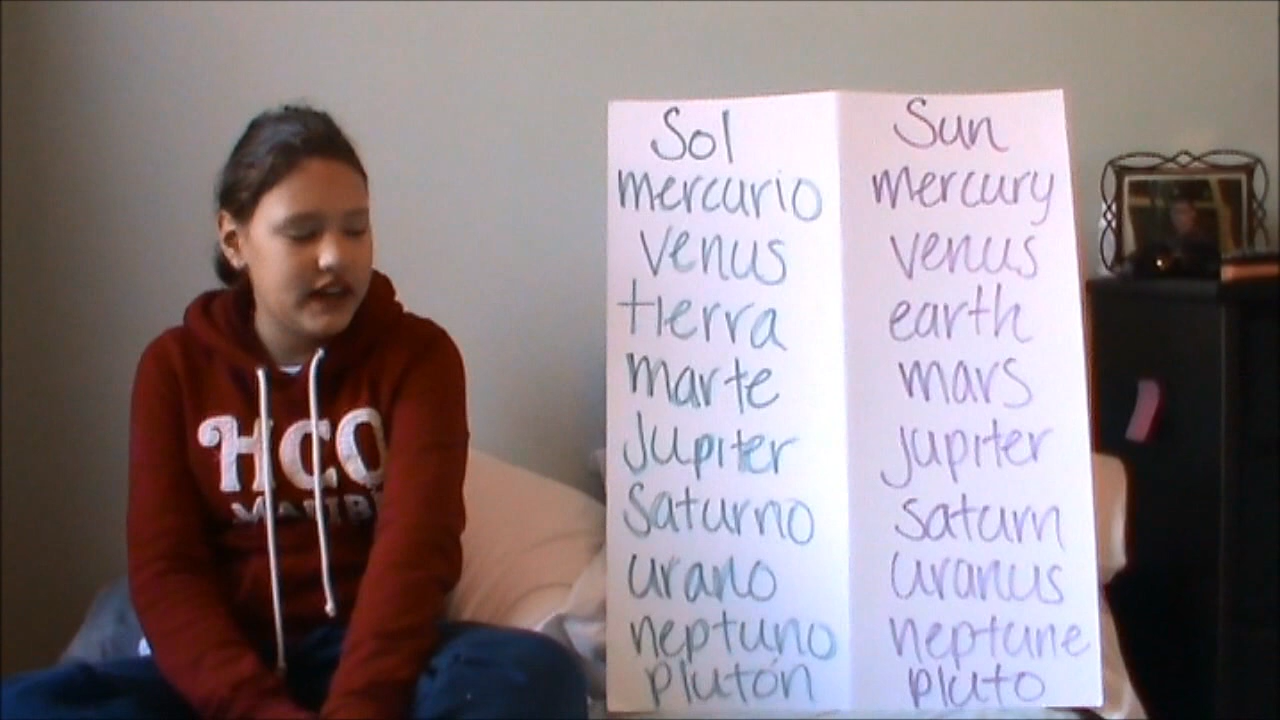 Sol Sun
mercurio mercury
Venus venus
tierra earth
marte mars
Jupiter jupiter
Saturno saturn
urano uranus
neptuno neptune
plutón pluto
HCO